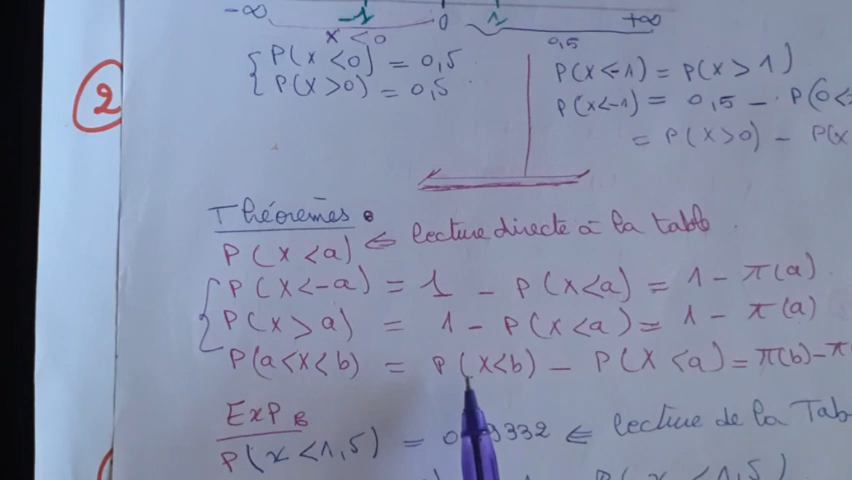 -∞ -1 0 1 +∞
x < 0 0,5
P(x < 0) = 0,5
P(x > 0) = 0,5
P(x<-1) = P(x > 1)
P(x<-1) = 0,5 - P(0<
= P(x>0) - P(x
2
Théoremes :
P(x < a) ⇐ lecture directe à la table
P(x<-a) = 1 - P(x<a) = 1 - π(a)
P(x > a) = 1 - P(x<a) = 1 - π(a)
P(a<x<b) = P(x<b) - P(x<a) = π(b) - π
Exp
P(x<1,5) = 0, 9332 ⇐ lecture de la Tab
P(x < 1,5)